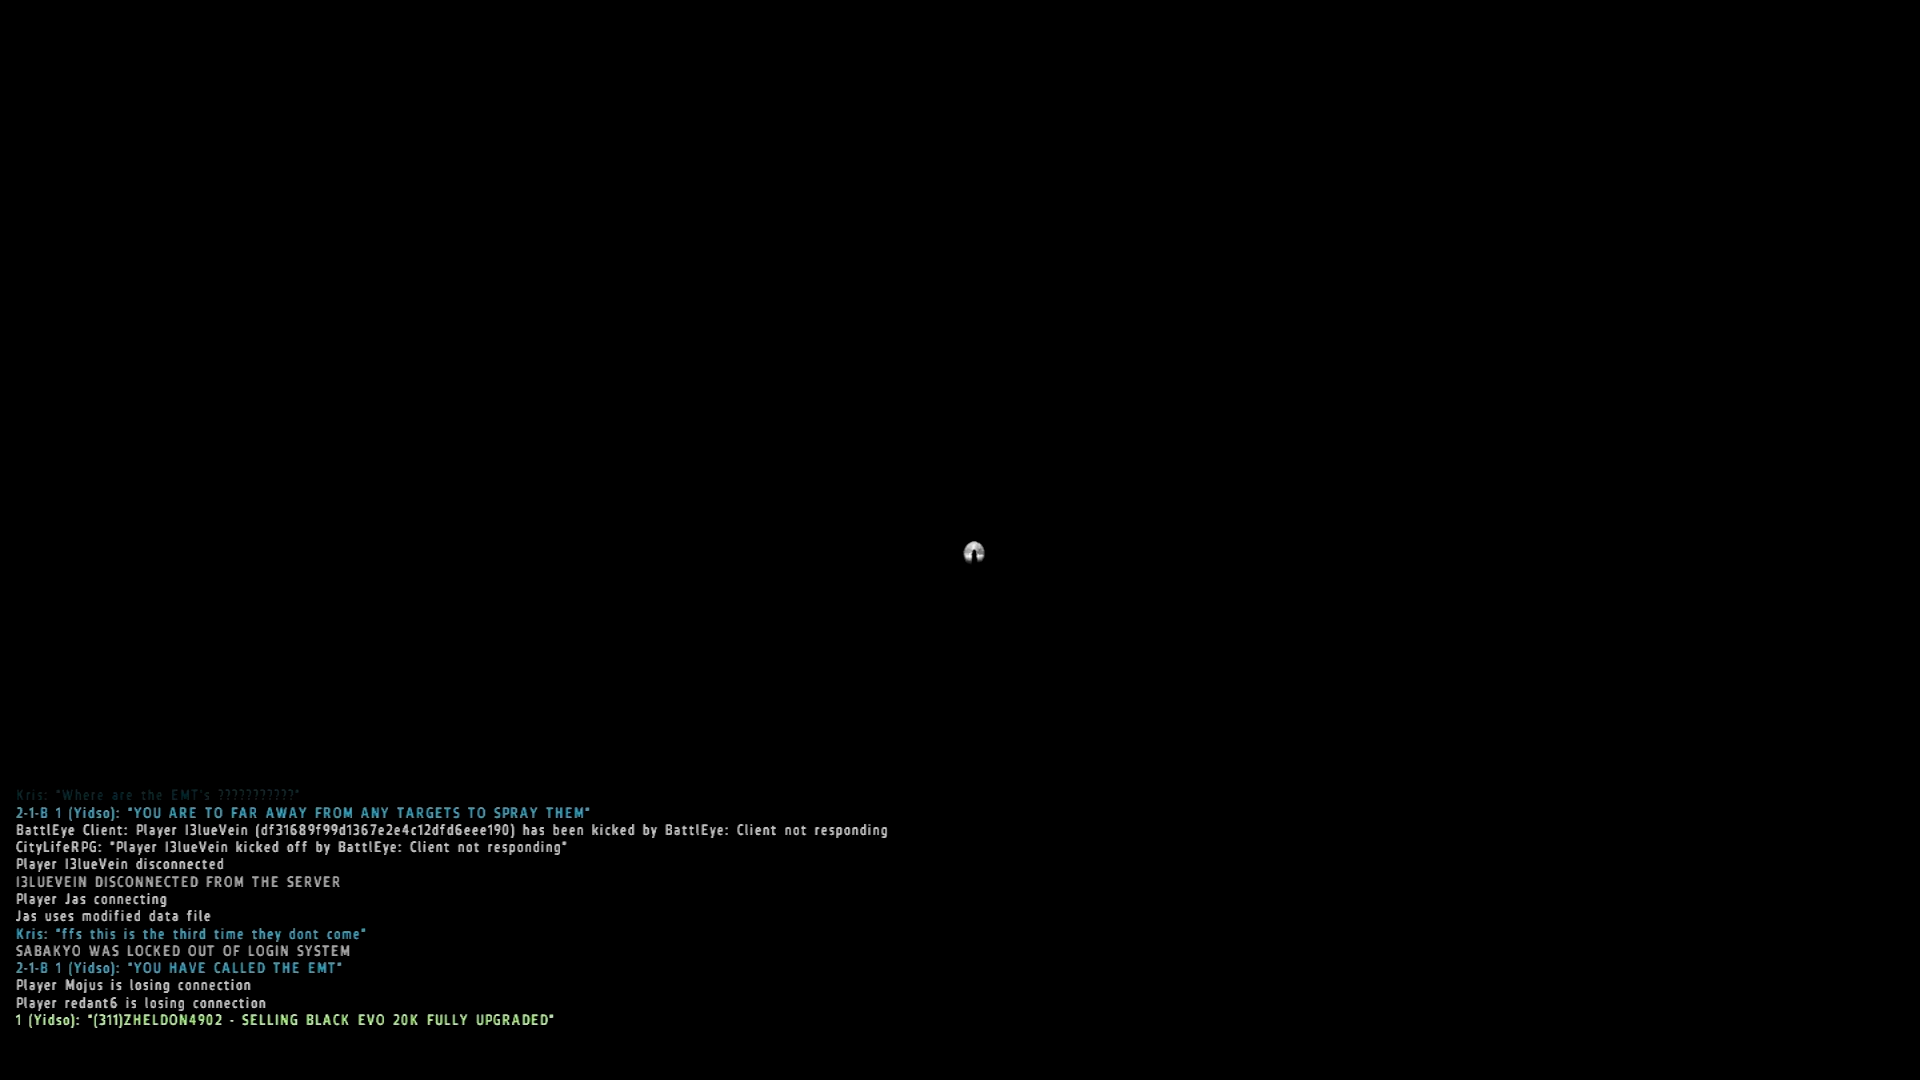 Kris: "Where are the EMT's ???????????"
2-1-B 1 (Yidso): "YOU ARE TO FAR AWAY FROM ANY TARGETS TO SPRAY THEM"
BattlEye Client: Player I3lueVein (df31689f99d1367e2e4c12dfd6eee190) has been kicked by BattlEye: Client not responding
CityLifeRPG: "Player I3lueVein kicked off by BattlEye: Client not responding"
Player I3lueVein disconnected
I3LUEVEIN DISCONNECTED FROM THE SERVER
Player Jas connecting
Jas uses modified data file
Kris: "ffs this is the third time they dont come"
SABAKYO WAS LOCKED OUT OF LOGIN SYSTEM
2-1-B 1 (Yidso): "YOU HAVE CALLED THE EMT"
Player Mojus is losing connection
Player redant6 is losing connection
1 (Yidso): "(311)ZHELDON4902 - SELLING BLACK EVO 20K FULLY UPGRADED"